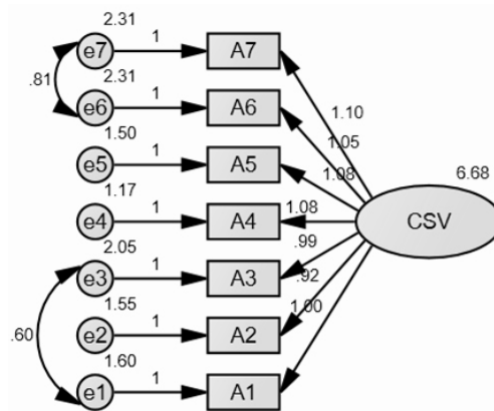 2.31
e7 1 A7
.81
2.31
e6 1 A6
1.10
1.50
1.05
e5 1 A5
1.08
6.68
1.17
e4 1 A4
1.08
CSV
2.05
.99
e3 1 A3
.92
1.55
1.00
e2 1 A2
.60
1.60
e1 1 A1